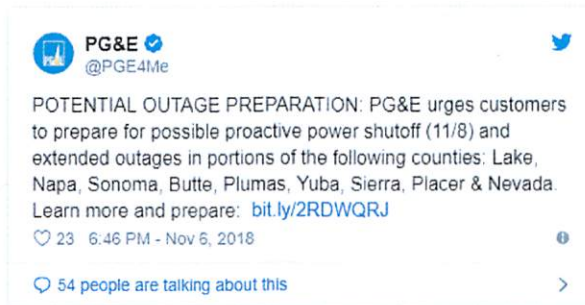 PG&E
@PGE4Me
POTENTIAL OUTAGE PREPARATION: PG&E urges customers
to prepare for possible proactive power shutoff (11/8) and
extended outages in portions of the following counties: Lake,
Napa, Sonoma, Butte, Plumas, Yuba, Sierra, Placer & Nevada.
Learn more and prepare: bit.ly/2RDWQRJ
23 6:46 PM - Nov 6, 2018
54 people are talking about this